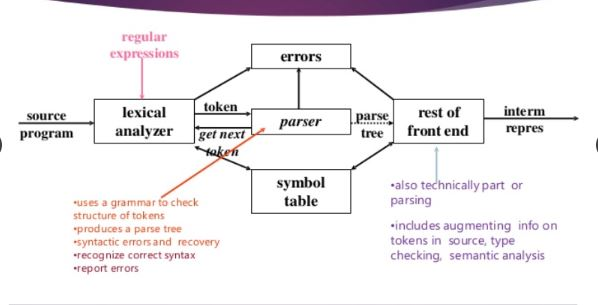 regular
expressions
errors
source
program
lexical
analyzer
token
get next
token
parser
parse
tree
rest of
front end
interm
repres
symbol
table
•uses a grammar to check
structure of tokens
•produces a parse tree
•syntactic errors and recovery
•recognize correct syntax
•report errors
•also technically part or
parsing
•includes augmenting info on
tokens in source, type
checking, semantic analysis